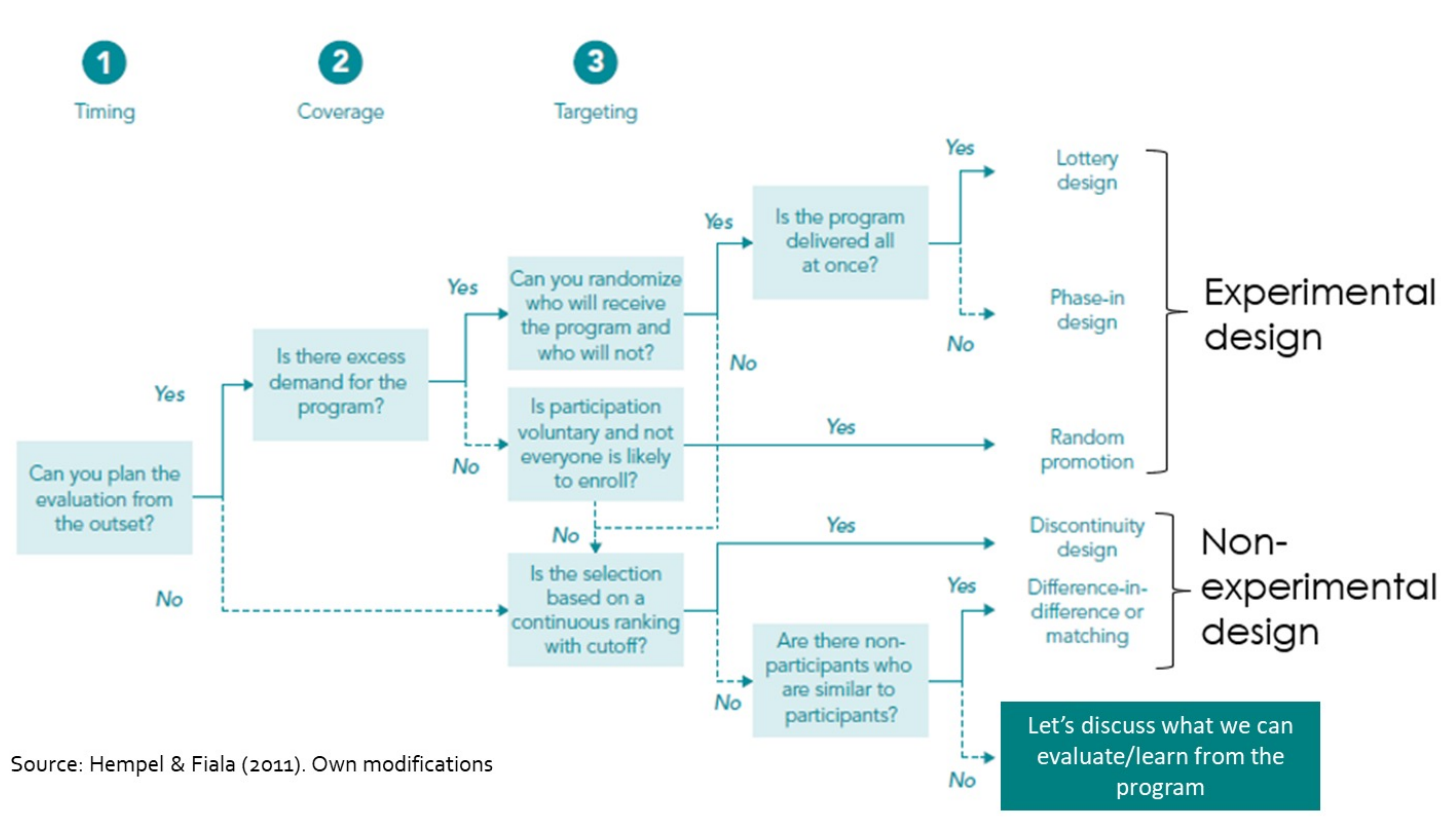 1
2
3
Timing
Coverage
Targeting
Yes
Lottery
design
Is the program
delivered all
at once?
Yes
Can you randomize
who will receive
the program and
who will not?
Yes
Phase-in
design
No
Experimental
design
No
Is there excess
demand for the
program?
Yes
Is participation
voluntary and not
everyone is likely
to enroll?
No
Yes
Random
promotion
Can you plan the
evaluation from
the outset?
No
No
Yes
Discontinuity
design
Is the selection
based on a
continuous ranking
with cutoff?
Yes
Difference-in-
difference or
matching
Non-
experimental
design
Are there non-
participants who
are similar to
participants?
No
No
Let’s discuss what we can
evaluate/learn from the
program
Source: Hempel & Fiala (2011). Own modifications